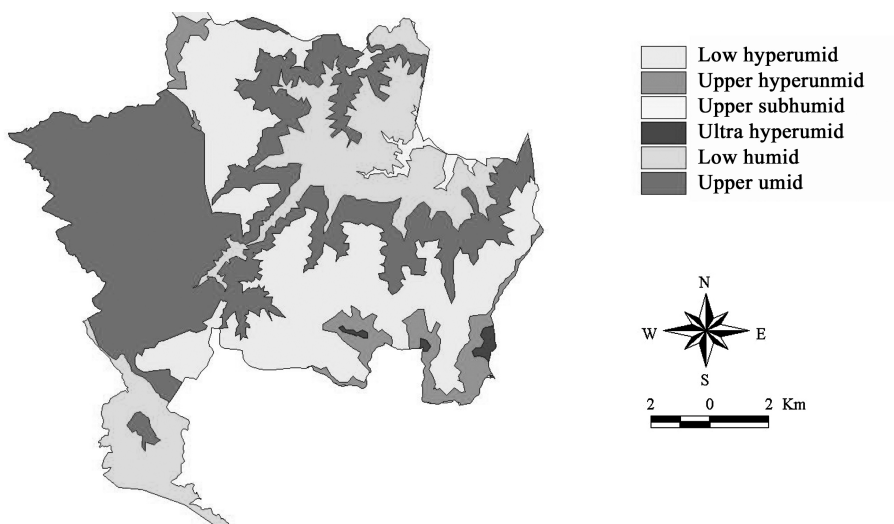 Low hyperumid
Upper hyperunmid
Upper subhumid
Ultra hyperumid
Low humid
Upper umid
N
W E
S
2 0 2 Km